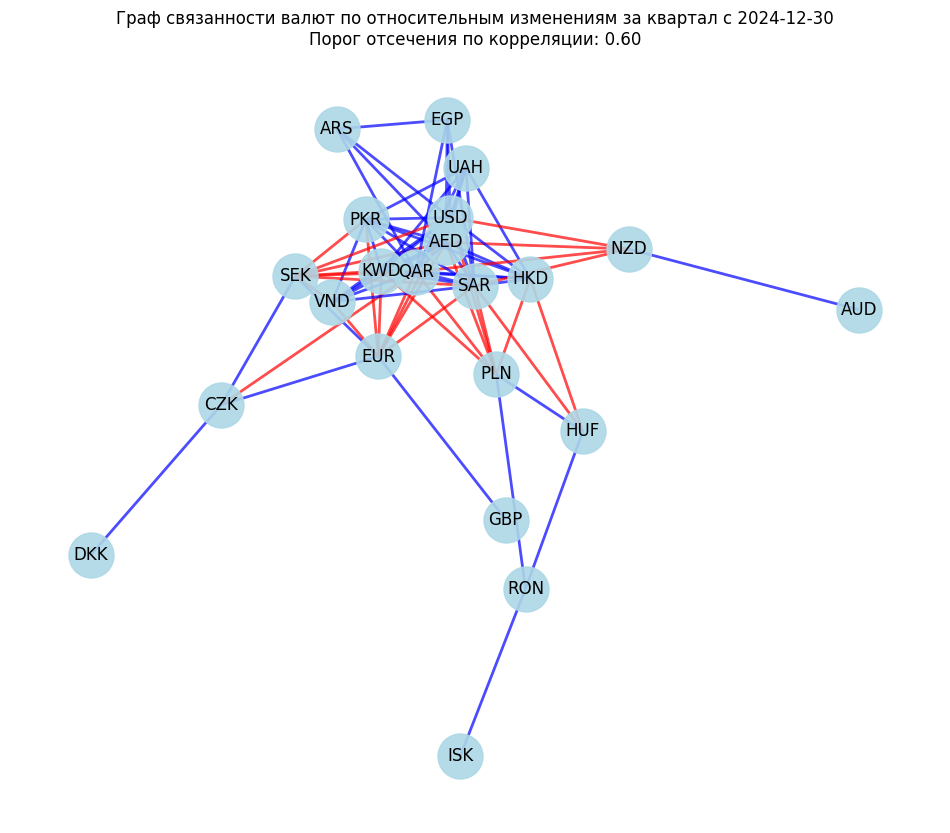 Граф связанности валют по относительным изменениям за квартал с 2024-12-30
Порог отсечения по корреляции: 0.60
ARS
EGP
UAH
PKR
USD
AED
NZD
SEK
KWD
QAR
SAR
HKD
VND
AUD
EUR
PLN
CZK
HUF
GBP
DKK
RON
ISK